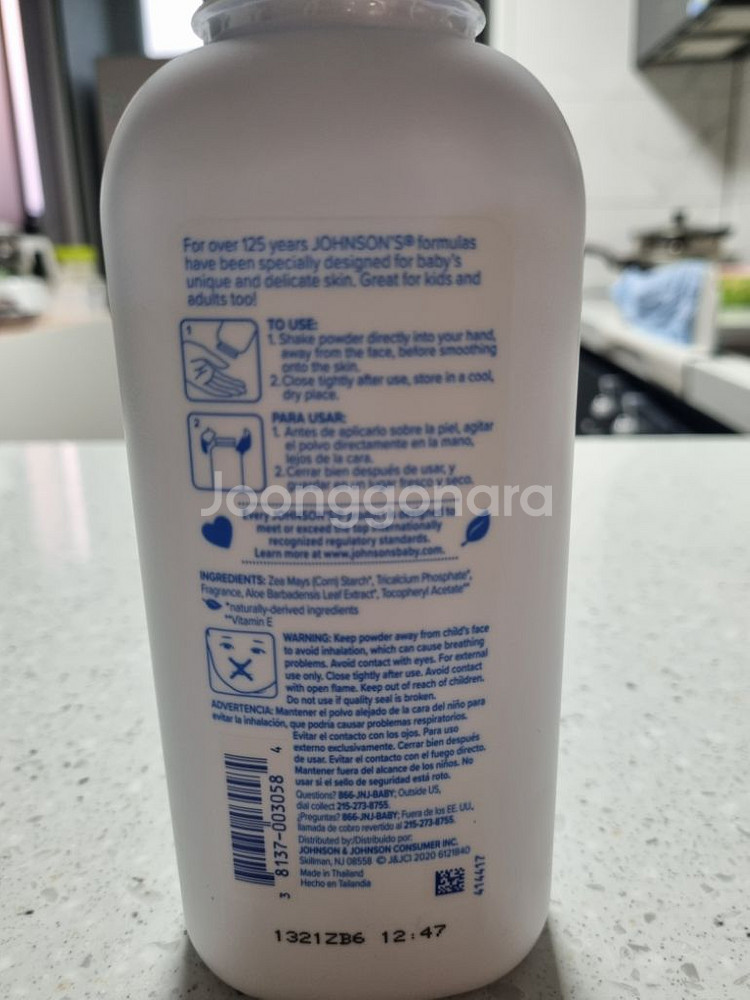 For over 125 years JOHNSON'S® formulas
have been specially designed for baby's
unique and delicate skin. Great for kids and
adults too!
1
TO USE:
1. Shake powder directly into your hand,
away from the face, before smoothing
onto the skin.
2. Close tightly after use, store in a cool,
dry place.
2
PARA USAR:
1. Antes de aplicarlo sobre la piel, agitar
el polvo directamente en la mano,
lejos de la cara.
2. Cerrar bien después de usar, y
en un lugar fresco y seco.
Joonggonara
Every JOHNSON'S
meet or exceed the top internationally
recognized regulatory standards.
Learn more at www.johnsonsbaby.com.
INGREDIENTS: Zea Mays (Corn) Starch*, Tricalcium Phosphate*,
Fragrance, Aloe Barbadensis Leaf Extract*, Tocopheryl Acetate**
*naturally-derived ingredients
**Vitamin E
WARNING: Keep powder away from child's face
to avoid inhalation, which can cause breathing
problems. Avoid contact with eyes. For external
use only. Close tightly after use. Avoid contact
with open flame. Keep out of reach of children.
Do not use if quality seal is broken.
ADVERTENCIA: Mantener el polvo alejado de la cara del niño para
evitar la inhalación, que podría causar problemas respiratorios.
Evitar el contacto con los ojos. Para uso
externo exclusivamente. Cerrar bien después
de usar. Evitar el contacto con el fuego directo.
Mantener fuera del alcance de los niños. No
usar si el sello de seguridad está roto.
Questions? 866-JNJ-BABY; Outside US,
dial collect 215-273-8755.
¿Preguntas? 866-JNJ-BABY; Fuera de los EE. UU.,
llamada de cobro revertido al 215-273-8755.
Distributed by:/Distribuido por:
JOHNSON & JOHNSON CONSUMER INC.
Skillman, NJ 08558 © J&JCI 2020 6121840
Made in Thailand
Hecho en Tailandia
3 8137-003058 4
414417
1321ZB6 12:47